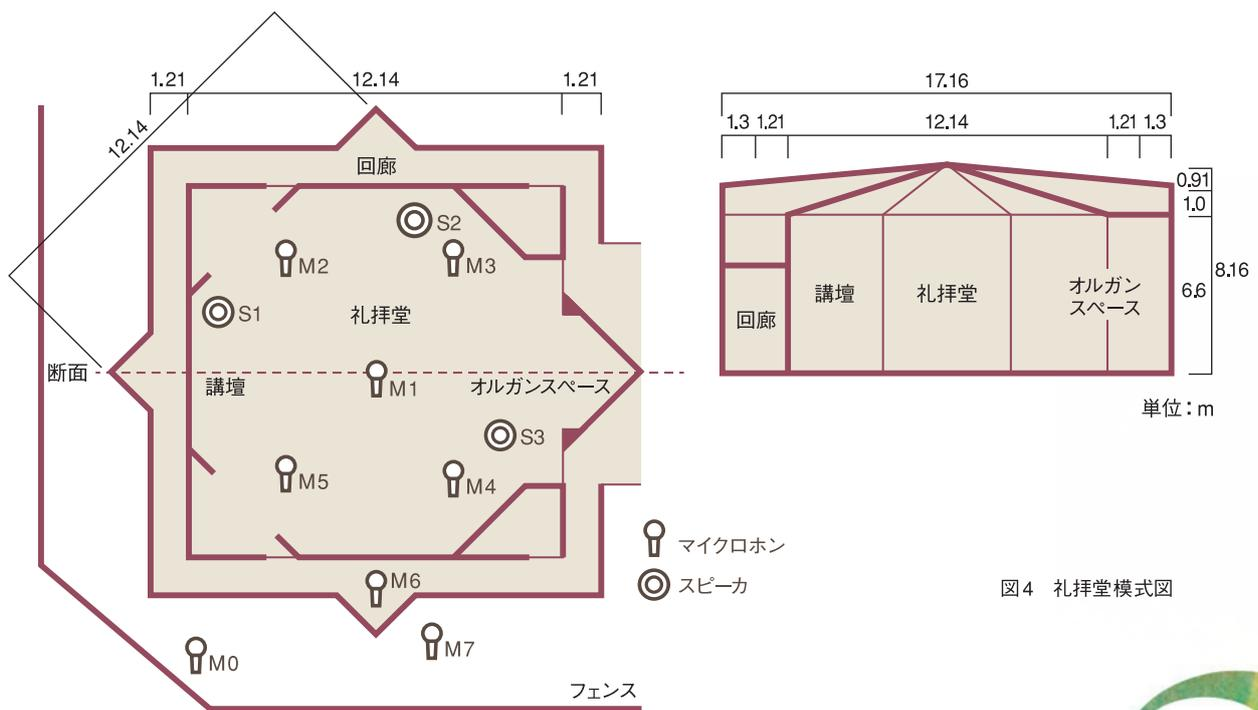 1.21
12.14
1.21
12.14
回廊
S2
M2
M3
S1
礼拝堂
断面
講壇
M1
オルガンスペース
S3
M5
M4
M6
M0
M7
フェンス
マイクロホン
スピーカ
17.16
1.3
1.21
12.14
1.21
1.3
0.91
1.0
8.16
6.6
講壇
礼拝堂
オルガン
スペース
回廊
単位：m
図4　礼拝堂模式図